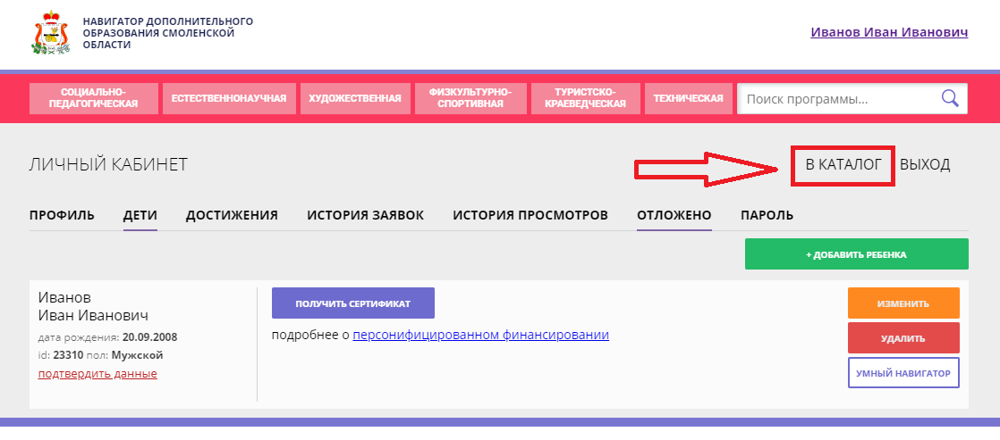 НАВИГАТОР ДОПОЛНИТЕЛЬНОГО
ОБРАЗОВАНИЯ СМОЛЕНСКОЙ
ОБЛАСТИ
Иванов Иван Иванович
СОЦИАЛЬНО-
ПЕДАГОГИЧЕСКАЯ
ЕСТЕСТВЕННОНАУЧНАЯ
ХУДОЖЕСТВЕННАЯ
ФИЗКУЛЬТУРНО-
СПОРТИВНАЯ
ТУРИСТСКО-
КРАЕВЕДЧЕСКАЯ
ТЕХНИЧЕСКАЯ
Поиск программы...
ЛИЧНЫЙ КАБИНЕТ
В КАТАЛОГ
ВЫХОД
ПРОФИЛЬ
ДЕТИ
ДОСТИЖЕНИЯ
ИСТОРИЯ ЗАЯВОК
ИСТОРИЯ ПРОСМОТРОВ
ОТЛОЖЕНО
ПАРОЛЬ
+ ДОБАВИТЬ РЕБЕНКА
Иванов
Иван Иванович
дата рождения: 20.09.2008
id: 23310 пол: Мужской
подтвердить данные
ПОЛУЧИТЬ СЕРТИФИКАТ
подробнее о персонифицированном финансировании
ИЗМЕНИТЬ
УДАЛИТЬ
УМНЫЙ НАВИГАТОР